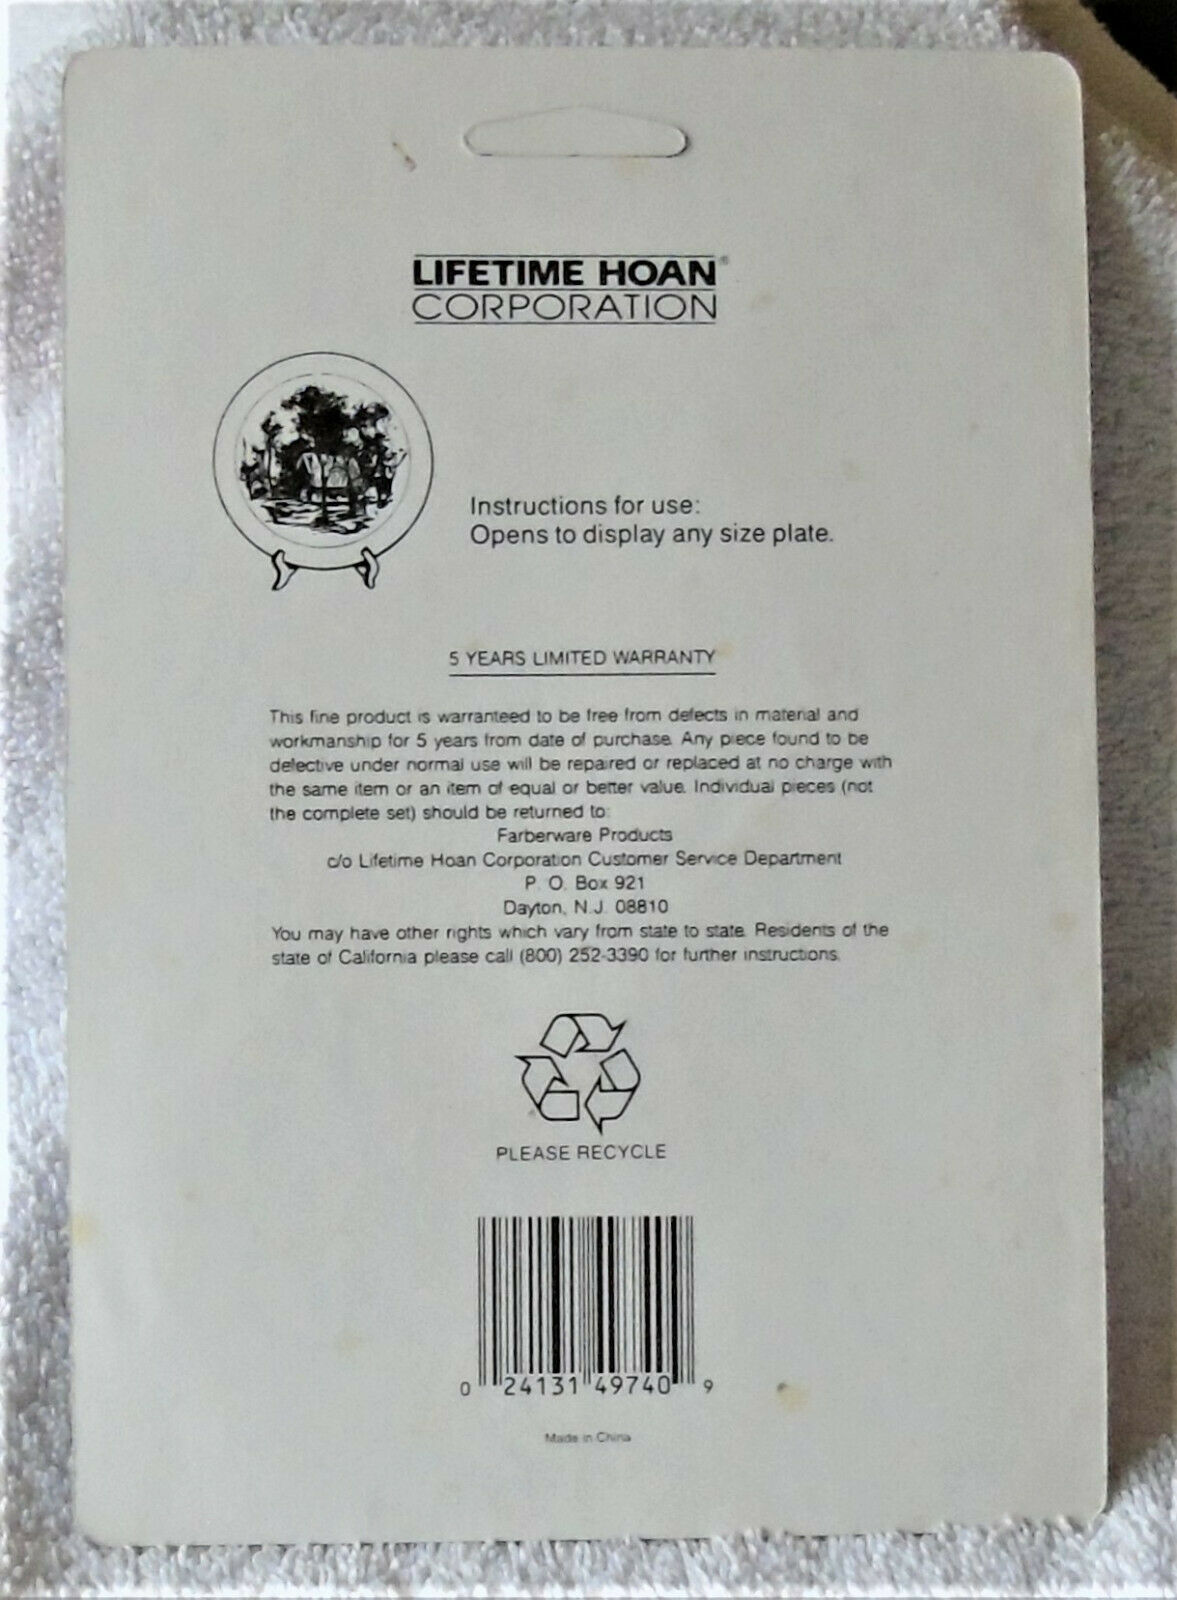 LIFETIME HOAN®
CORPORATION
Instructions for use:
Opens to display any size plate.
5 YEARS LIMITED WARRANTY
This fine product is warranteed to be free from defects in material and
workmanship for 5 years from date of purchase. Any piece found to be
defective under normal use will be repaired or replaced at no charge with
the same item or an item of equal or better value. Individual pieces (not
the complete set) should be returned to:
Farberware Products
c/o Lifetime Hoan Corporation Customer Service Department
P. O. Box 921
Dayton, N.J. 08810
You may have other rights which vary from state to state. Residents of the
state of California please call (800) 252-3390 for further instructions.
PLEASE RECYCLE
0 24131 49740 9
Made in China